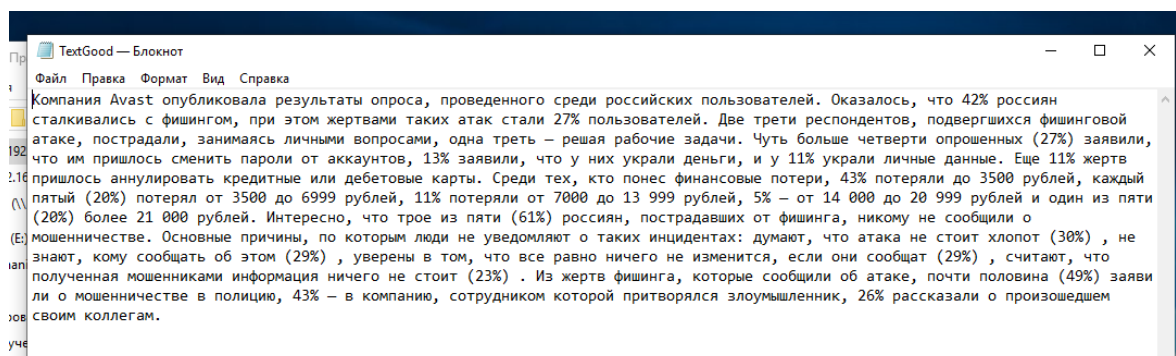 TextGood — Блокнот
Файл Правка Формат Вид Справка
Компания Avast опубликовала результаты опроса, проведенного среди российских пользователей. Оказалось, что 42% россиян
сталкивались с фишингом, при этом жертвами таких атак стали 27% пользователей. Две трети респондентов, подвергшихся фишинговой
атаке, пострадали, занимаясь личными вопросами, одна треть — решая рабочие задачи. Чуть больше четверти опрошенных (27%) заявили,
что им пришлось сменить пароли от аккаунтов, 13% заявили, что у них украли деньги, и у 11% украли личные данные. Еще 11% жертв
пришлось аннулировать кредитные или дебетовые карты. Среди тех, кто понес финансовые потери, 43% потеряли до 3500 рублей, каждый
пятый (20%) потерял от 3500 до 6999 рублей, 11% потеряли от 7000 до 13 999 рублей, 5% — от 14 000 до 20 999 рублей и один из пяти
(20%) более 21 000 рублей. Интересно, что трое из пяти (61%) россиян, пострадавших от фишинга, никому не сообщили о
мошенничестве. Основные причины, по которым люди не уведомляют о таких инцидентах: думают, что атака не стоит хлопот (30%) , не
знают, кому сообщать об этом (29%) , уверены в том, что все равно ничего не изменится, если они сообщат (29%) , считают, что
полученная мошенниками информация ничего не стоит (23%) . Из жертв фишинга, которые сообщили об атаке, почти половина (49%) заяви
ли о мошенничестве в полицию, 43% — в компанию, сотрудником которой притворялся злоумышленник, 26% рассказали о произошедшем
своим коллегам.